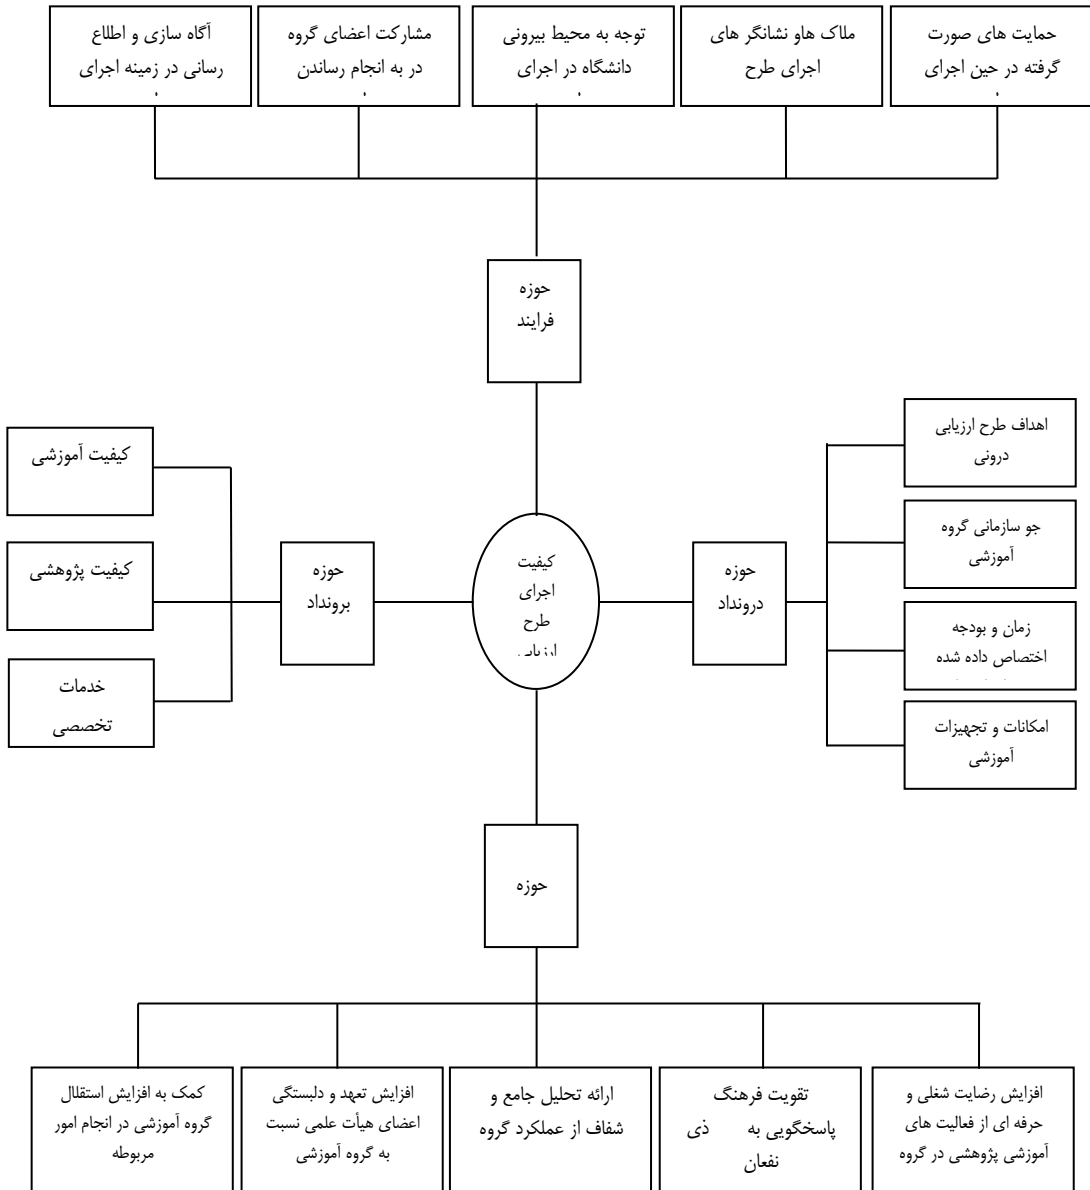 حمایت های صورت
گرفته در حین اجرای
ملاک هاو نشانگر های
اجرای طرح
توجه به محیط بیرونی
دانشگاه در اجرای
مشارکت اعضای گروه
در به انجام رساندن
آگاه سازی و اطلاع
رسانی در زمینه اجرای
حوزه
فرایند
اهداف طرح ارزیابی
درونی
جو سازمانی گروه
آموزشی
زمان و بودجه
اختصاص داده شده
امکانات و تجهیزات
آموزشی
حوزه
درونداد
کیفیت
اجرای
طرح
حوزه
برونداد
کیفیت آموزشی
کیفیت پژوهشی
خدمات
تخصصی
حوزه
افزایش رضایت شغلی و
حرفه ای از فعالیت های
آموزشی پژوهشی در گروه
تقویت فرهنگ
پاسخگویی به ذی
نفعان
ارائه تحلیل جامع و
شفاف از عملکرد گروه
افزایش تعهد و دلبستگی
اعضای هیأت علمی نسبت
به گروه آموزشی
کمک به افزایش استقلال
گروه آموزشی در انجام امور
مربوطه